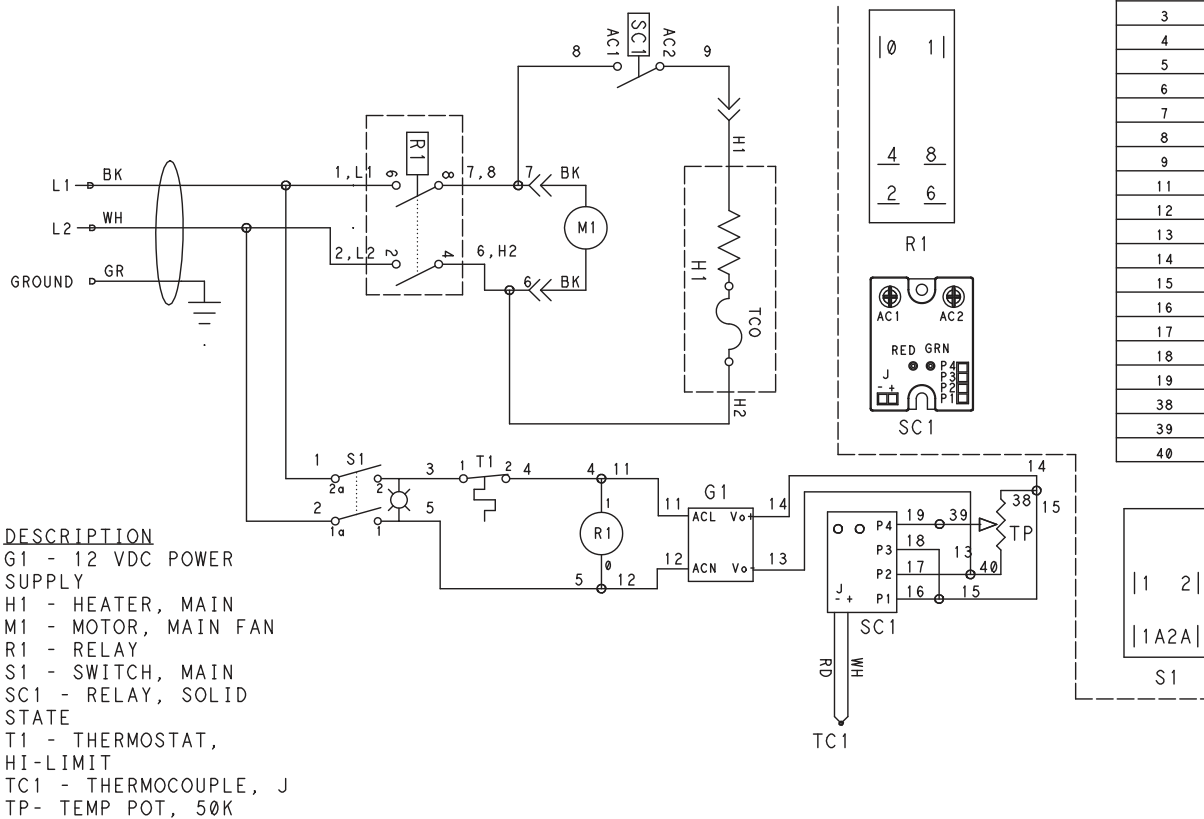 SC1
8 AC1 AC2 9
H1
L1 BK
1,L1 6 R1 8 7,8 7 BK
L2 WH
M1
2,L2 2 4 6,H2
6 BK
GROUND GR
H1
TCO
H2
|0 1|
4 8
2 6
R1
AC1 AC2
RED GRN
J
- +
P4
P3
P2
P1
SC1
3
4
5
6
7
8
9
11
12
13
14
15
16
17
18
19
38
39
40
1 S1 3 1 T1 2 4 4 11
2a 2
2 5
1a 1
1
R1
0
5 12
11 G1 14
ACL Vo+
12 13
ACN Vo-
14
38
15
P4 19 39 TP
P3 18
13
P2 17 40
J
- + P1 16 15
SC1
RD WH
TC1
|1 2|
|1A2A|
S1
DESCRIPTION
G1 - 12 VDC POWER
SUPPLY
H1 - HEATER, MAIN
M1 - MOTOR, MAIN FAN
R1 - RELAY
S1 - SWITCH, MAIN
SC1 - RELAY, SOLID
STATE
T1 - THERMOSTAT,
HI-LIMIT
TC1 - THERMOCOUPLE, J
TP- TEMP POT, 50K